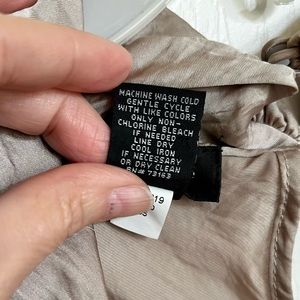 MACHINE WASH COLD
GENTLE CYCLE
WITH LIKE COLORS
ONLY NON-
CHLORINE BLEACH
IF NEEDED
LINE DRY
COOL IRON
IF NECESSARY
OR DRY CLEAN
RN# 73163
19